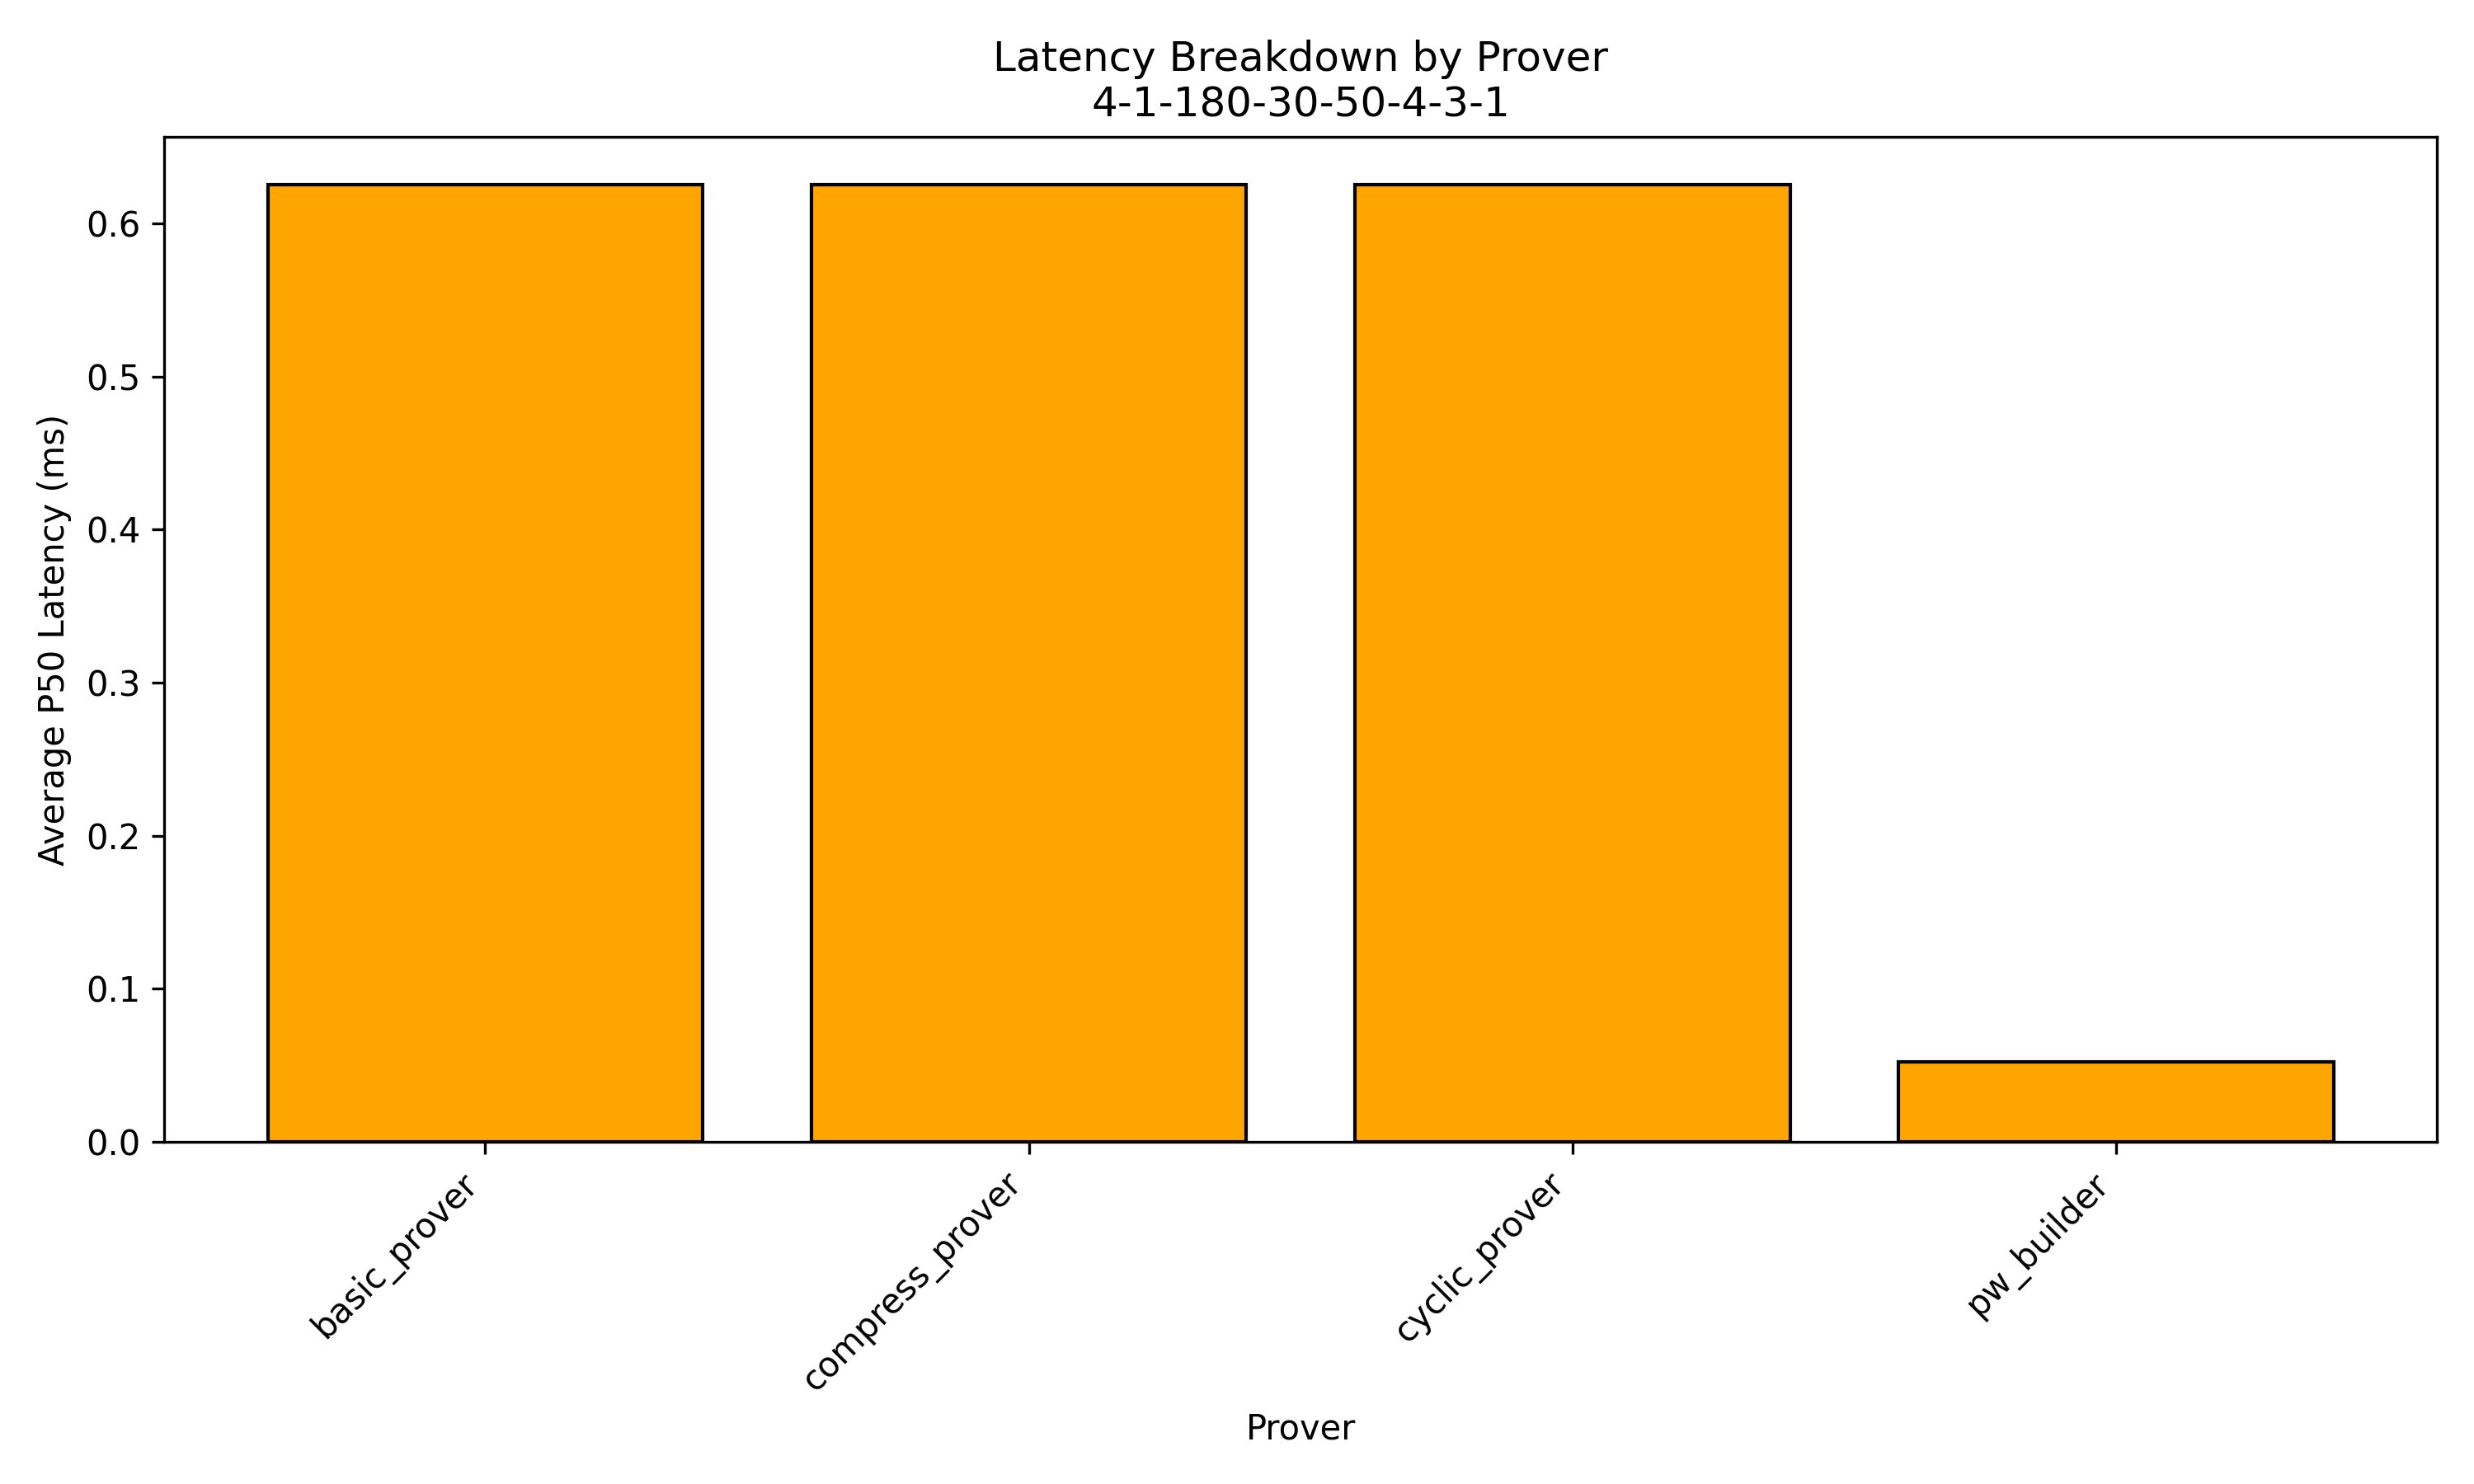 Latency Breakdown by Prover
4-1-180-30-50-4-3-1
Average P50 Latency (ms)
0.6
0.5
0.4
0.3
0.2
0.1
0.0
basic_prover
compress_prover
cyclic_prover
pw_builder
Prover